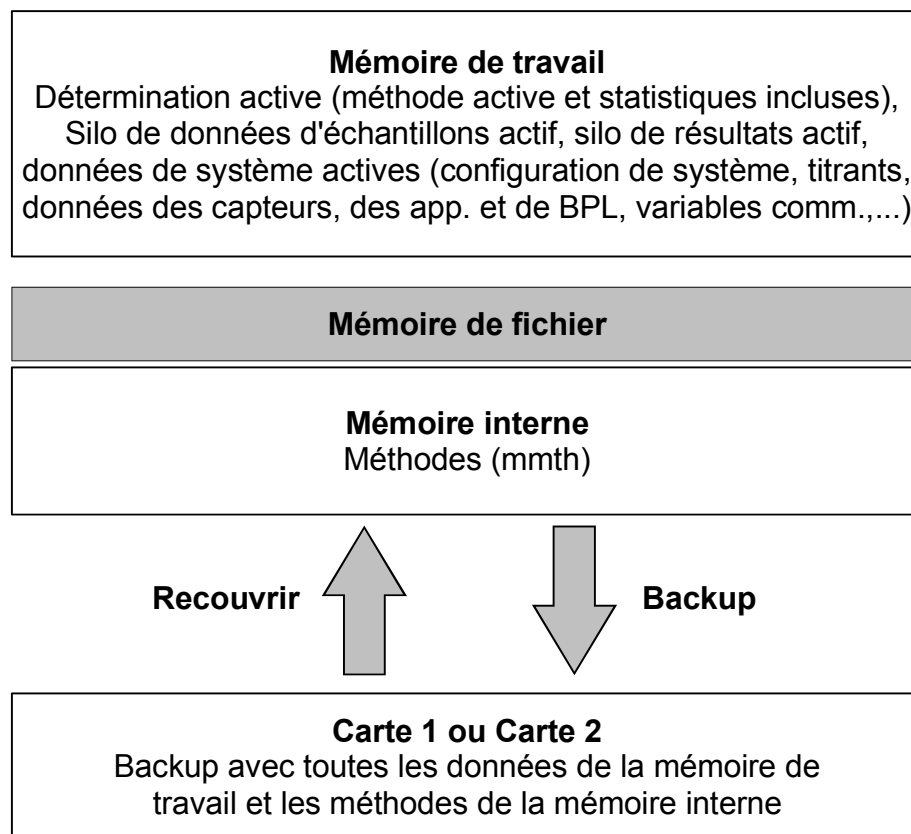 Mémoire de travail
Détermination active (méthode active et statistiques incluses),
Silo de données d'échantillons actif, silo de résultats actif,
données de système actives (configuration de système, titrants,
données des capteurs, des app. et de BPL, variables comm.,...)
Mémoire de fichier
Mémoire interne
Méthodes (mmth)
Recouvrir
Backup
Carte 1 ou Carte 2
Backup avec toutes les données de la mémoire de
travail et les méthodes de la mémoire interne